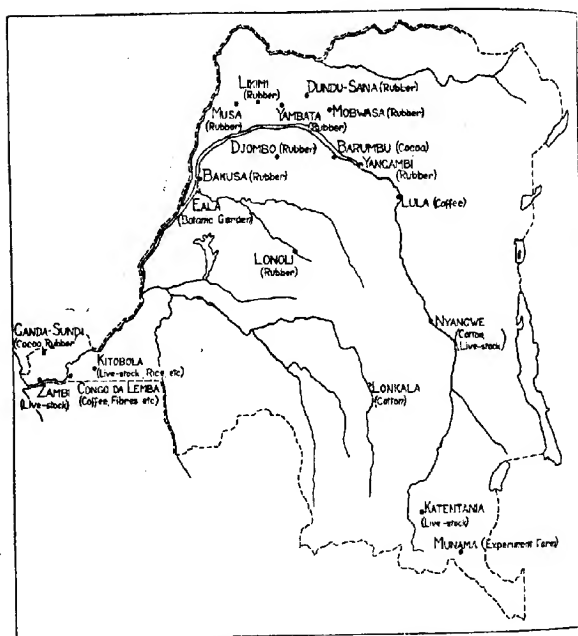 LIKIMI
(Rubber)
DUNDU-SANA (Rubber)
MUSA
(Rubber)
YAMBATA
(Rubber)
MOBWASA (Rubber)
DJOMBO (Rubber)
BARUMBU (Cocoa)
YANGAMBI
(Rubber)
BAKUSA (Rubber)
EALA
(Botanic Garden)
LULA (Coffee)
LONOLI
(Rubber)
GANDA-SUNDI
(Cocoa, Rubber
NYANGWE
(Cotton,
Live-stock)
KITOBOLA
(Live-stock, Rice, etc)
ZAMBI
(Live-stock)
CONGO DA LEMBA
(Coffee, Fibres etc)
LONKALA
(Cotton)
KATENTANIA
(Live-stock)
MUNAMA (Experiment Farm)